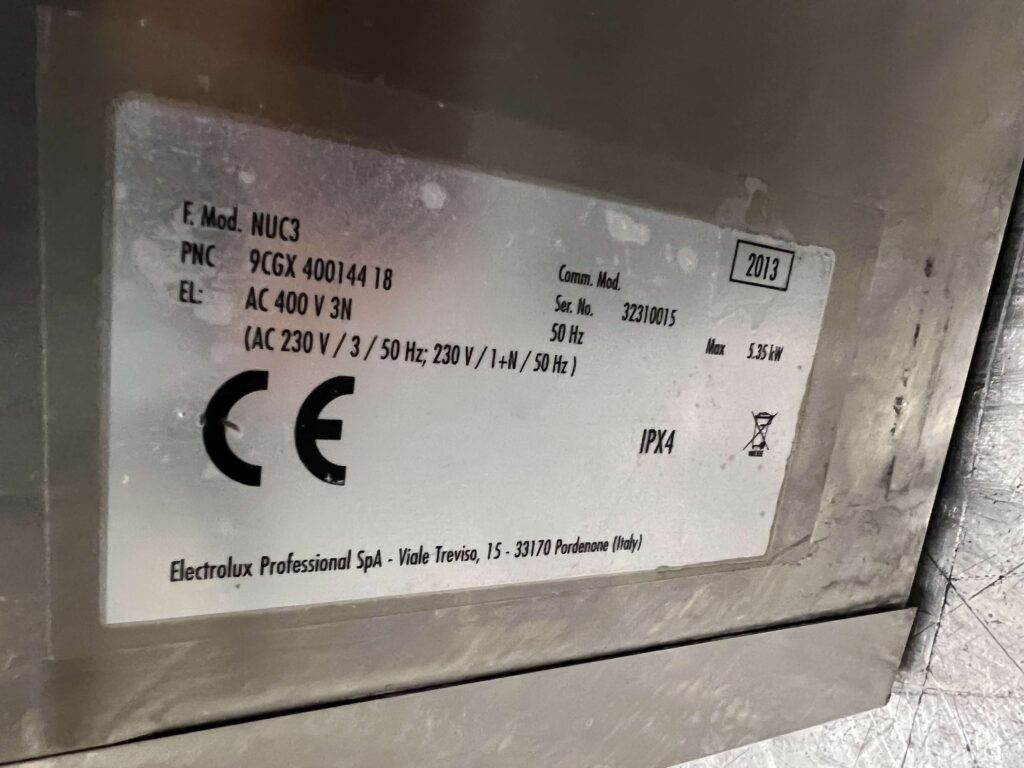 F. Mod. NUC3
PNC 9CGX 400144 18
EL: AC 400 V 3N
(AC 230 V / 3 / 50 Hz; 230 V / 1+N / 50 Hz )
Comm. Mod.
Ser. No. 32310015
50 Hz
2013
Max 5.35 kW
CE
IPX4
Electrolux Professional SpA - Viale Treviso, 15 - 33170 Pordenone (Italy)